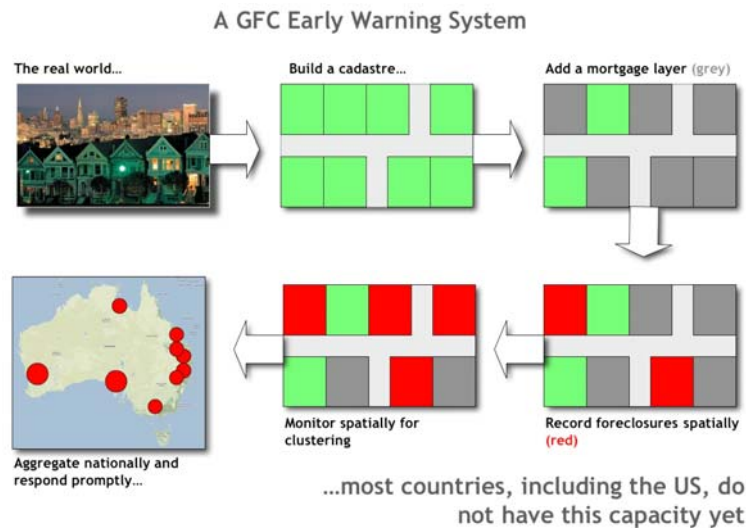 A GFC Early Warning System
The real world...
Build a cadastre...
Add a mortgage layer (grey)
Aggregate nationally and
respond promptly...
Monitor spatially for
clustering
Record foreclosures spatially
(red)
...most countries, including the US, do
not have this capacity yet